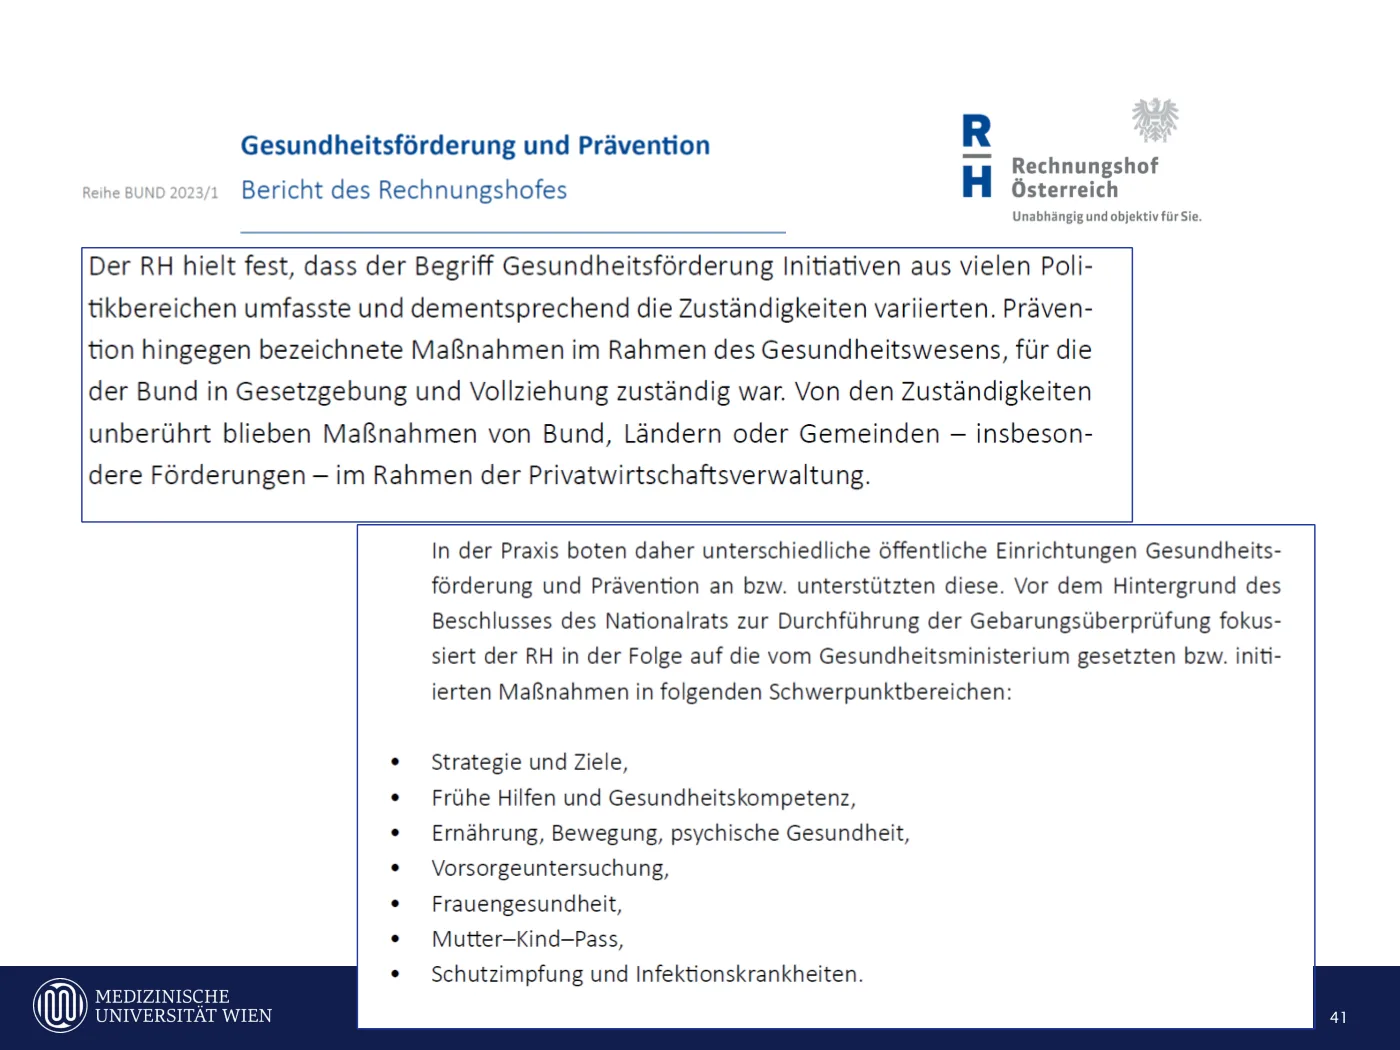 Gesundheitsförderung und Prävention
Reihe BUND 2023/1
Bericht des Rechnungshofes
R
H
Rechnungshof
Österreich
Unabhängig und objektiv für Sie.
Der RH hielt fest, dass der Begriff Gesundheitsförderung Initiativen aus vielen Poli-
tikbereichen umfasste und dementsprechend die Zuständigkeiten variierten. Präven-
tion hingegen bezeichnete Maßnahmen im Rahmen des Gesundheitswesens, für die
der Bund in Gesetzgebung und Vollziehung zuständig war. Von den Zuständigkeiten
unberührt blieben Maßnahmen von Bund, Ländern oder Gemeinden – insbeson-
dere Förderungen – im Rahmen der Privatwirtschaftsverwaltung.
In der Praxis boten daher unterschiedliche öffentliche Einrichtungen Gesundheits-
förderung und Prävention an bzw. unterstützten diese. Vor dem Hintergrund des
Beschlusses des Nationalrats zur Durchführung der Gebarungsüberprüfung fokus-
siert der RH in der Folge auf die vom Gesundheitsministerium gesetzten bzw. initi-
ierten Maßnahmen in folgenden Schwerpunktbereichen:
• Strategie und Ziele,
• Frühe Hilfen und Gesundheitskompetenz,
• Ernährung, Bewegung, psychische Gesundheit,
• Vorsorgeuntersuchung,
• Frauengesundheit,
• Mutter–Kind–Pass,
• Schutzimpfung und Infektionskrankheiten.
MEDIZINISCHE
UNIVERSITÄT WIEN
41